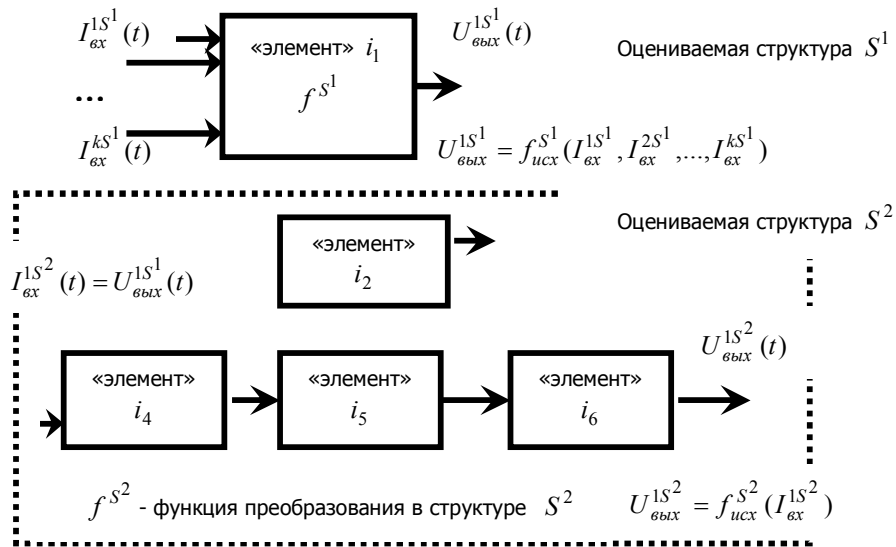 I_{вх}^{1S^1}(t)
«элемент» i_1
f^{S^1}
U_{вых}^{1S^1}(t)
Оцениваемая структура S^1
...
I_{вх}^{kS^1}(t)
U_{вых}^{1S^1} = f_{исх}^{S^1}(I_{вх}^{1S^1}, I_{вх}^{2S^1},..., I_{вх}^{kS^1})
Оцениваемая структура S^2
«элемент»
i_2
I_{вх}^{1S^2}(t) = U_{вых}^{1S^1}(t)
U_{вых}^{1S^2}(t)
«элемент»
i_4
«элемент»
i_5
«элемент»
i_6
f^{S^2} - функция преобразования в структуре S^2
U_{вых}^{1S^2} = f_{исх}^{S^2}(I_{вх}^{1S^2})